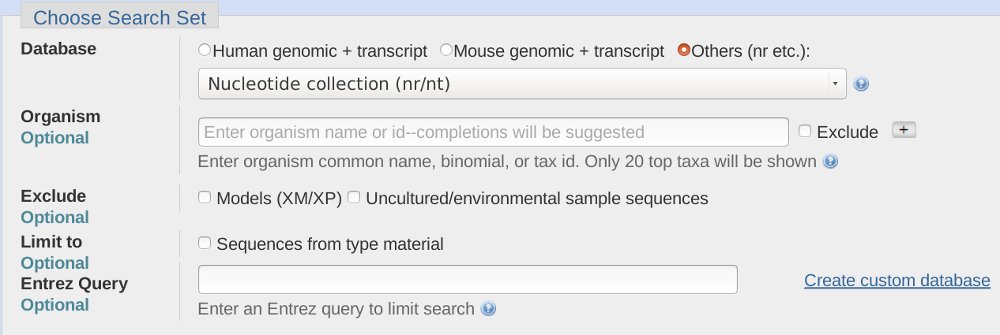 Choose Search Set
Database
Human genomic + transcript Mouse genomic + transcript Others (nr etc.):
Nucleotide collection (nr/nt)
Organism
Optional
Enter organism name or id--completions will be suggested
Exclude
+
Enter organism common name, binomial, or tax id. Only 20 top taxa will be shown
Exclude
Optional
Models (XM/XP) Uncultured/environmental sample sequences
Limit to
Optional
Sequences from type material
Entrez Query
Optional
Create custom database
Enter an Entrez query to limit search